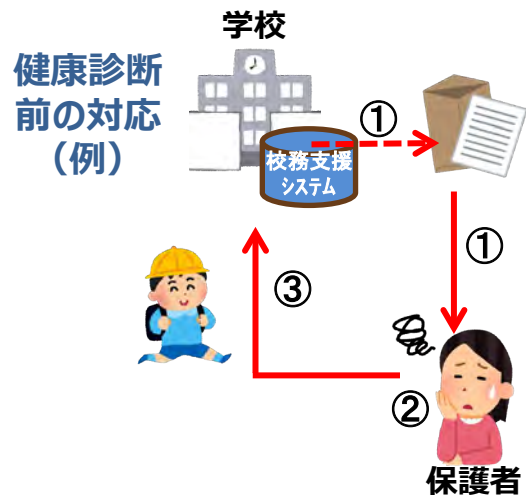 学校
健康診断
前の対応
（例）
①
校務支援
システム
①
③
②
保護者